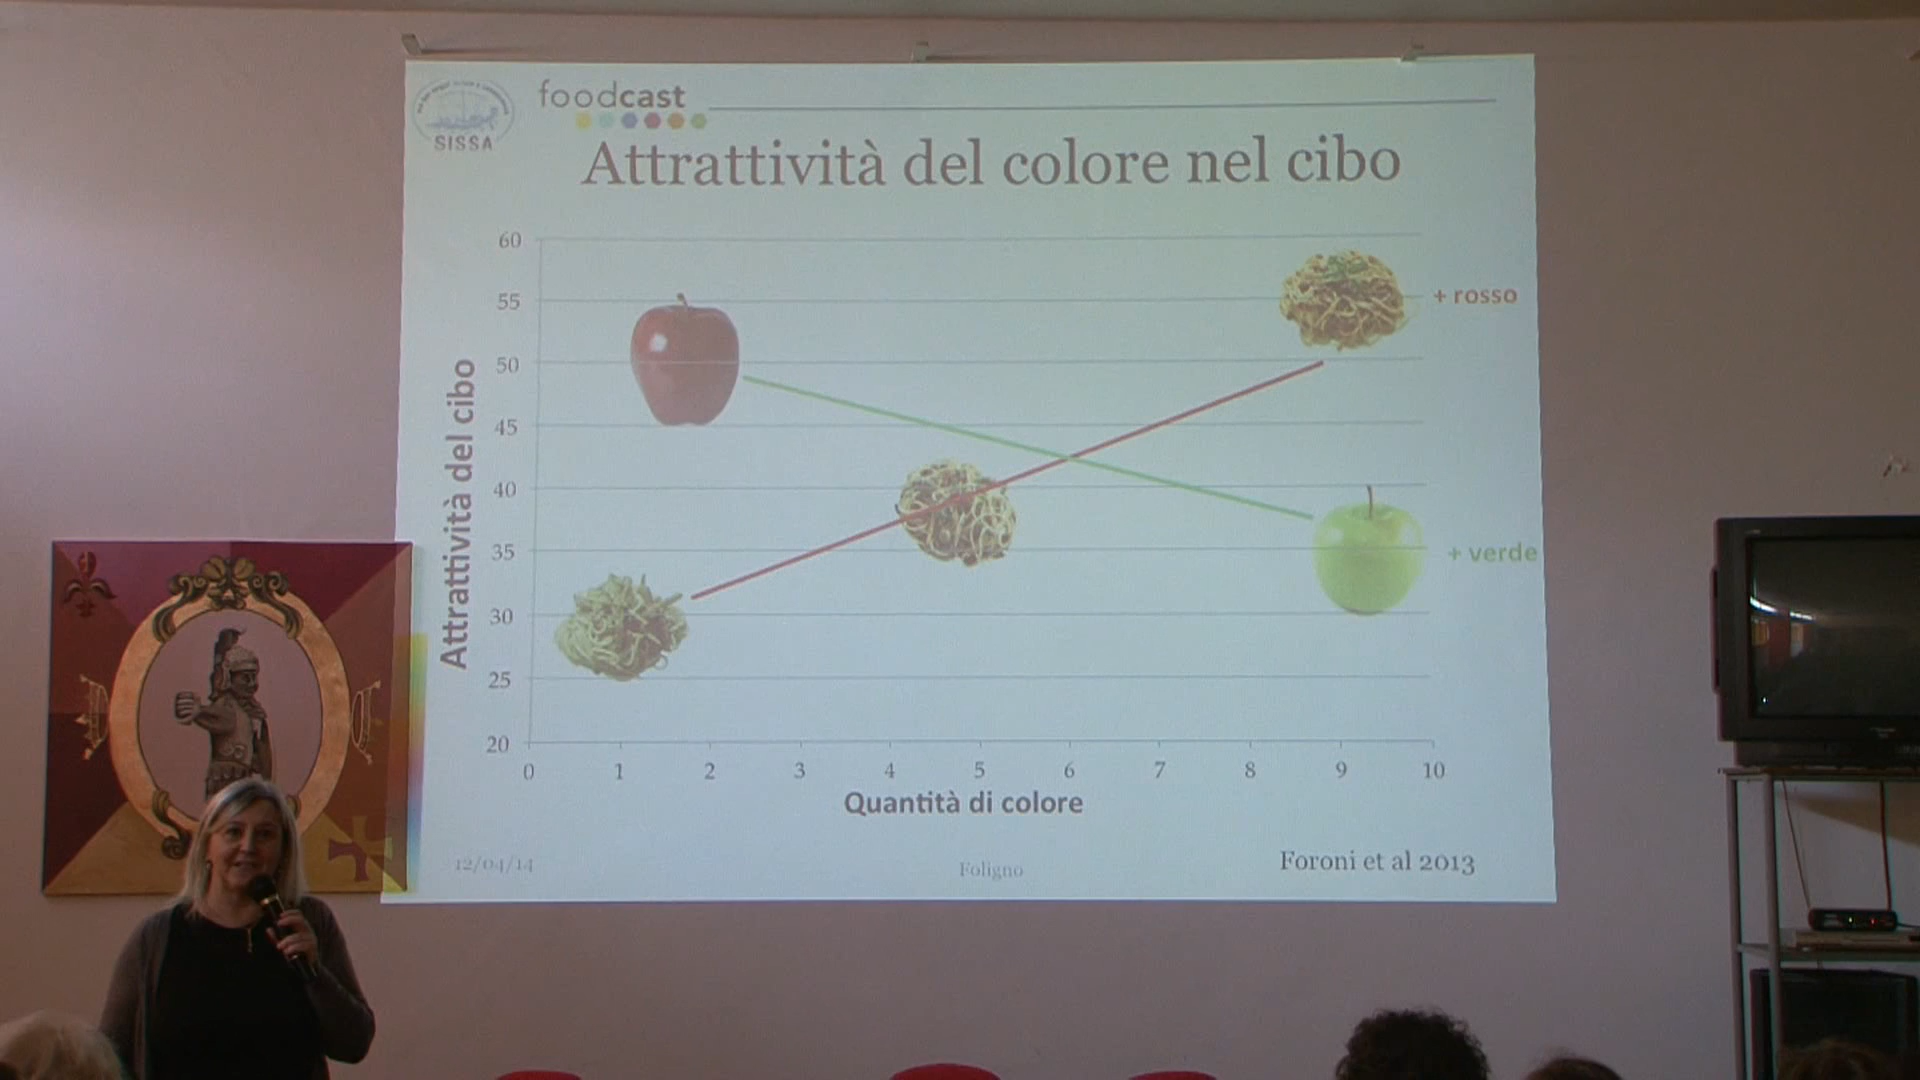 SISSA
foodcast
Attrattività del colore nel cibo
Attrattività del cibo
60
55
50
45
40
35
30
25
20
+ rosso
+ verde
0 1 2 3 4 5 6 7 8 9 10
Quantità di colore
12/04/14
Foligno
Foroni et al 2013